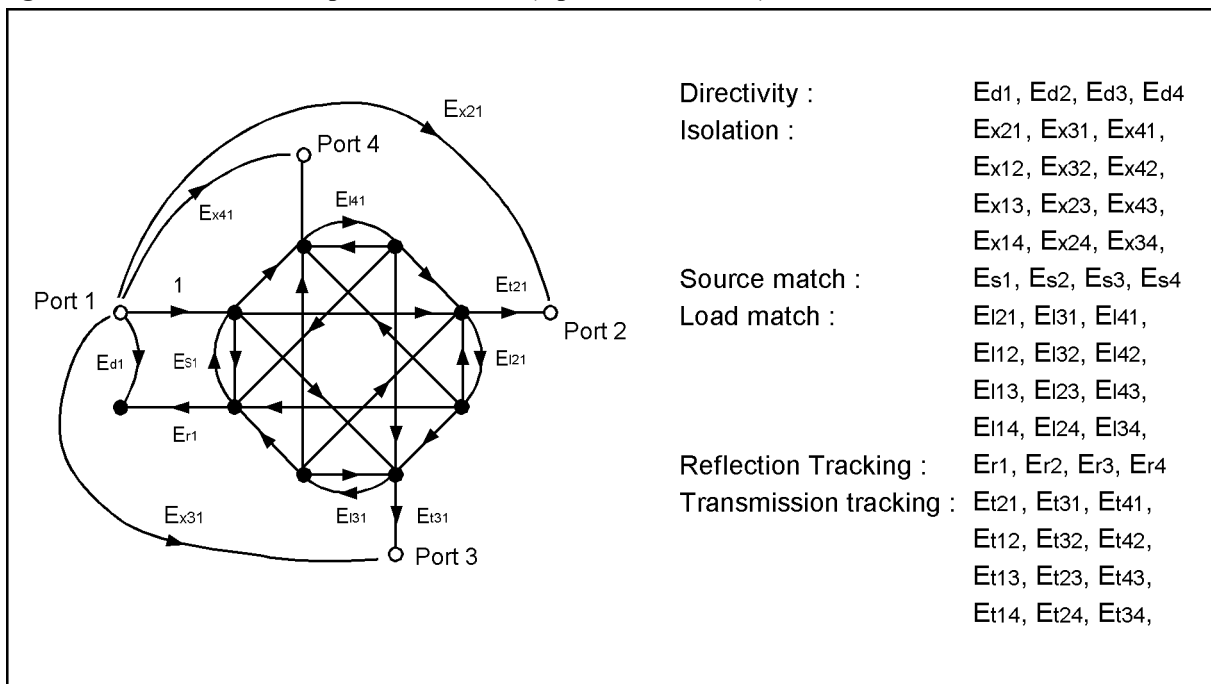 Ex21
Port 4
Ex41
El41
Port 1
1
Et21
Port 2
Ed1
ES1
El21
Er1
Ex31
El31
Et31
Port 3
Directivity : Ed1, Ed2, Ed3, Ed4
Isolation : Ex21, Ex31, Ex41,
Ex12, Ex32, Ex42,
Ex13, Ex23, Ex43,
Ex14, Ex24, Ex34,
Source match : Es1, Es2, Es3, Es4
Load match : El21, El31, El41,
El12, El32, El42,
El13, El23, El43,
El14, El24, El34,
Reflection Tracking : Er1, Er2, Er3, Er4
Transmission tracking : Et21, Et31, Et41,
Et12, Et32, Et42,
Et13, Et23, Et43,
Et14, Et24, Et34,